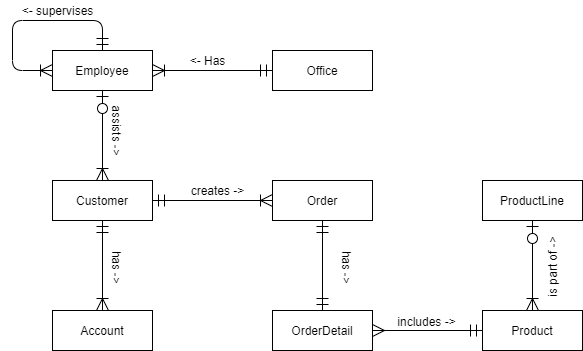 <- supervises
Employee
<- Has
Office
assists ->
Customer
creates ->
Order
ProductLine
has ->
has ->
is part of ->
Account
OrderDetail
includes ->
Product